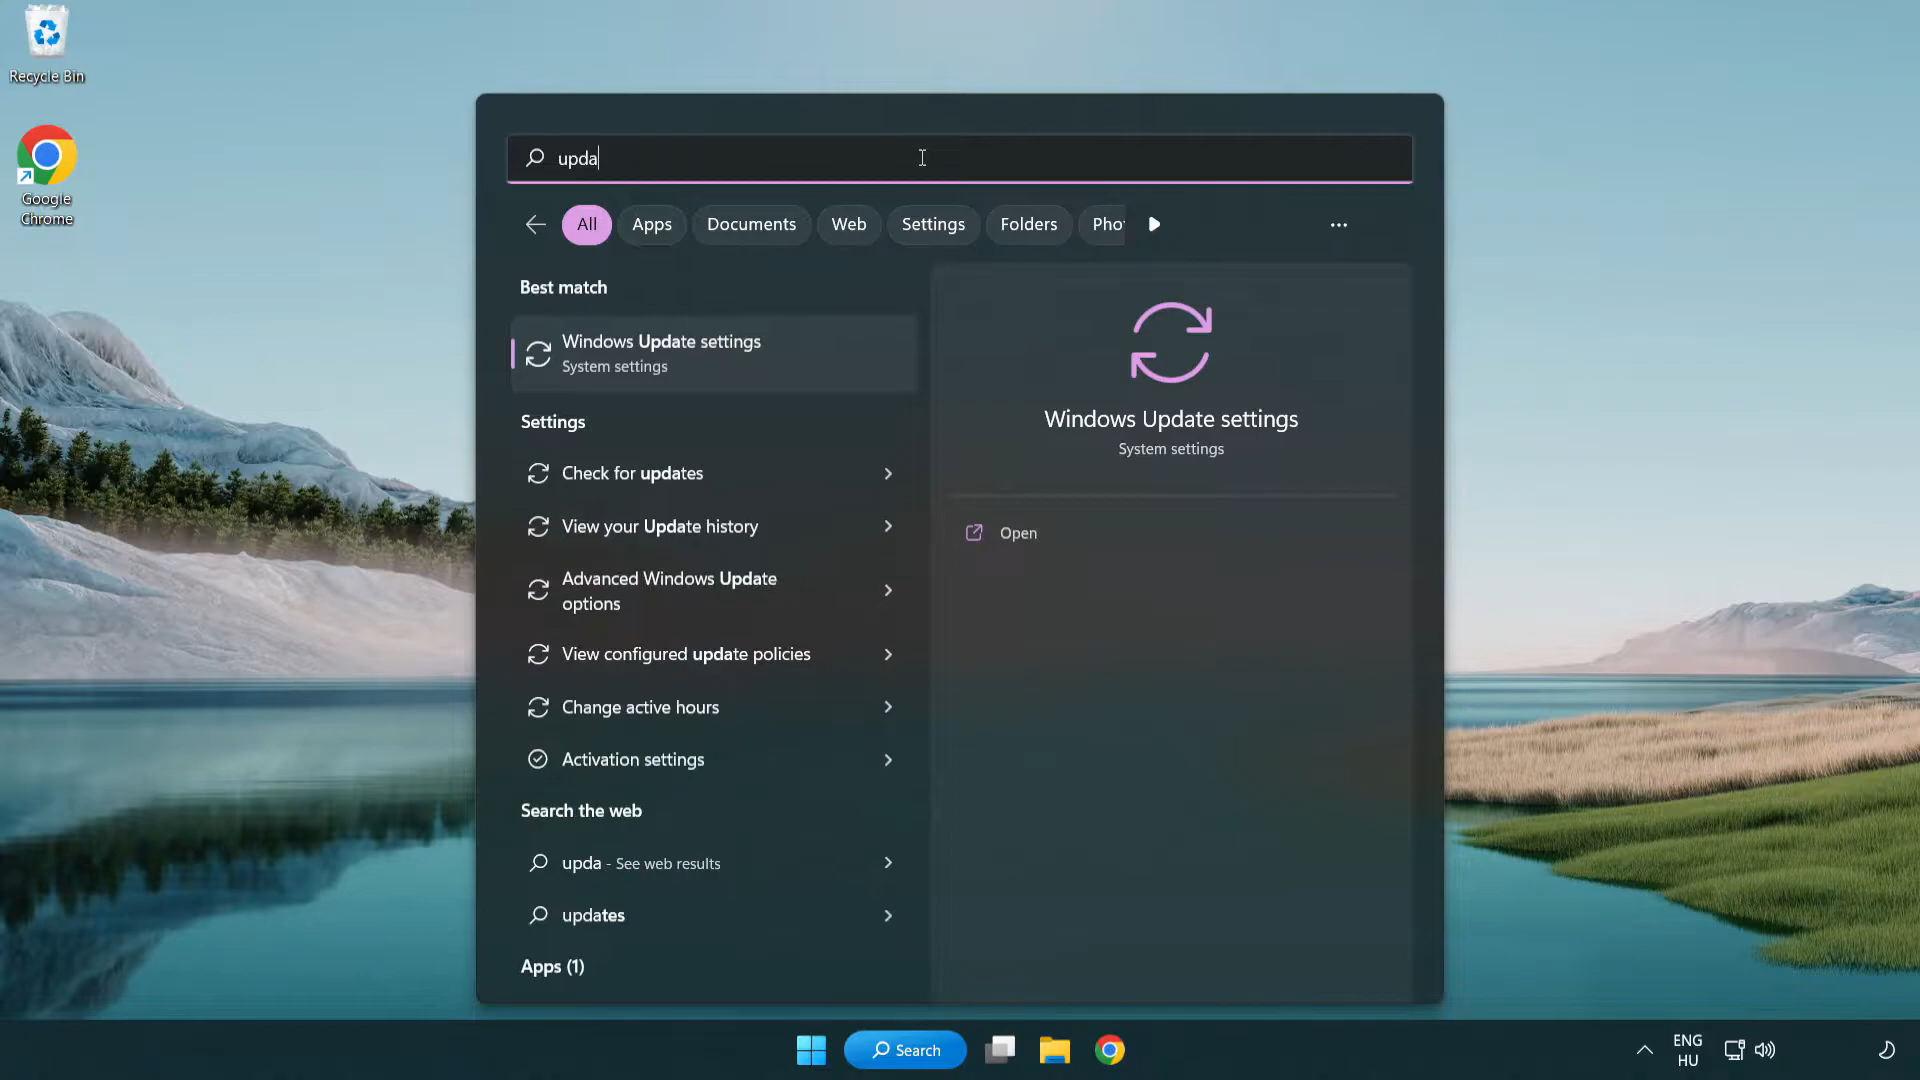 Recycle Bin
Google
Chrome
upda
All
Apps
Documents
Web
Settings
Folders
Pho
Best match
Windows Update settings
System settings
Settings
Check for updates
View your Update history
Advanced Windows Update
options
View configured update policies
Change active hours
Activation settings
Search the web
upda - See web results
updates
Apps (1)
Windows Update settings
System settings
Open
Search
ENG
HU